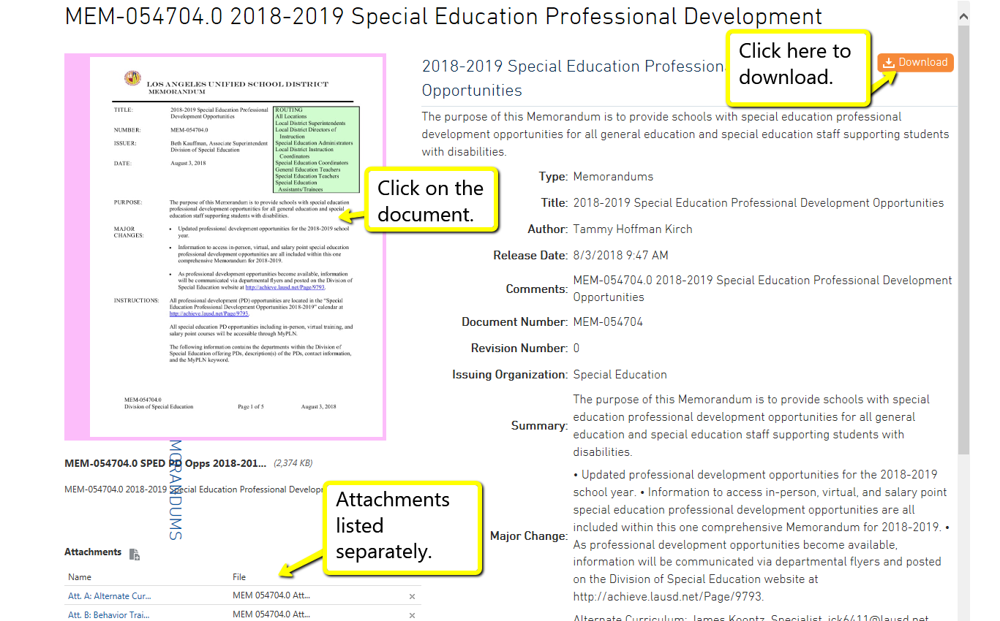 MEM-054704.0 2018-2019 Special Education Professional Development
LOS ANGELES UNIFIED SCHOOL DISTRICT
MEMORANDUM
TITLE:
2018-2019 Special Education Professional
Development Opportunities
NUMBER:
MEM-054704.0
ISSUER:
Beth Kauffman, Associate Superintendent
Division of Special Education
DATE:
August 3, 2018
ROUTING
All Locations
Local District Superintendents
Local District Directors of
Instruction
Special Education Administrators
Local District Instruction
Coordinators
Special Education Coordinators
General Education Teachers
Special Education Teachers
Special Education
Assistants/Trainees
PURPOSE:
The purpose of this Memorandum is to provide schools with special education
professional development opportunities for all general education and special
education staff supporting students with disabilities.
MAJOR
CHANGES:
• Updated professional development opportunities for the 2018-2019 school
year.
• Information to access in-person, virtual, and salary point special education
professional development opportunities are all included within this one
comprehensive Memorandum for 2018-2019.
• As professional development opportunities become available, information
will be communicated via departmental flyers and posted on the Division of
Special Education website at http://achieve.lausd.net/Page/9793.
INSTRUCTIONS:
All professional development (PD) opportunities are located in the “Special
Education Professional Development Opportunities 2018-2019” calendar at
http://achieve.lausd.net/Page/9793.
All special education PD opportunities including in-person, virtual training, and
salary point courses will be accessible through MyPLN.
The following information contains the departments within the Division of
Special Education offering PDs, description(s) of the PDs, contact information,
and the MyPLN keyword.
MEM-054704.0
Division of Special Education
Page 1 of 5
August 3, 2018
Click on the
document.
MEM-054704.0 SPED PD Opps 2018-201... (2,374 KB)
MEM-054704.0 2018-2019 Special Education Professional Develop
MORANDUMS
Attachments
listed
separately.
Attachments
Name File
Att. A: Alternate Cur... MEM 054704.0 Att... ×
Att. B: Behavior Trai... MEM 054704.0 Att... ×
Click here to
download.
Download
2018-2019 Special Education Profession
Opportunities
The purpose of this Memorandum is to provide schools with special education professional
development opportunities for all general education and special education staff supporting students
with disabilities.
Type: Memorandums
Title: 2018-2019 Special Education Professional Development Opportunities
Author: Tammy Hoffman Kirch
Release Date: 8/3/2018 9:47 AM
Comments:
MEM-054704.0 2018-2019 Special Education Professional Development
Opportunities
Document Number: MEM-054704
Revision Number: 0
Issuing Organization: Special Education
Summary:
The purpose of this Memorandum is to provide schools with special
education professional development opportunities for all general
education and special education staff supporting students with
disabilities.
Major Change:
• Updated professional development opportunities for the 2018-2019
school year. • Information to access in-person, virtual, and salary point
special education professional development opportunities are all
included within this one comprehensive Memorandum for 2018-2019. •
As professional development opportunities become available,
information will be communicated via departmental flyers and posted
on the Division of Special Education website at
http://achieve.lausd.net/Page/9793.
Alternate Curriculum: James Koontz, Specialist, jck6411@lausd.net